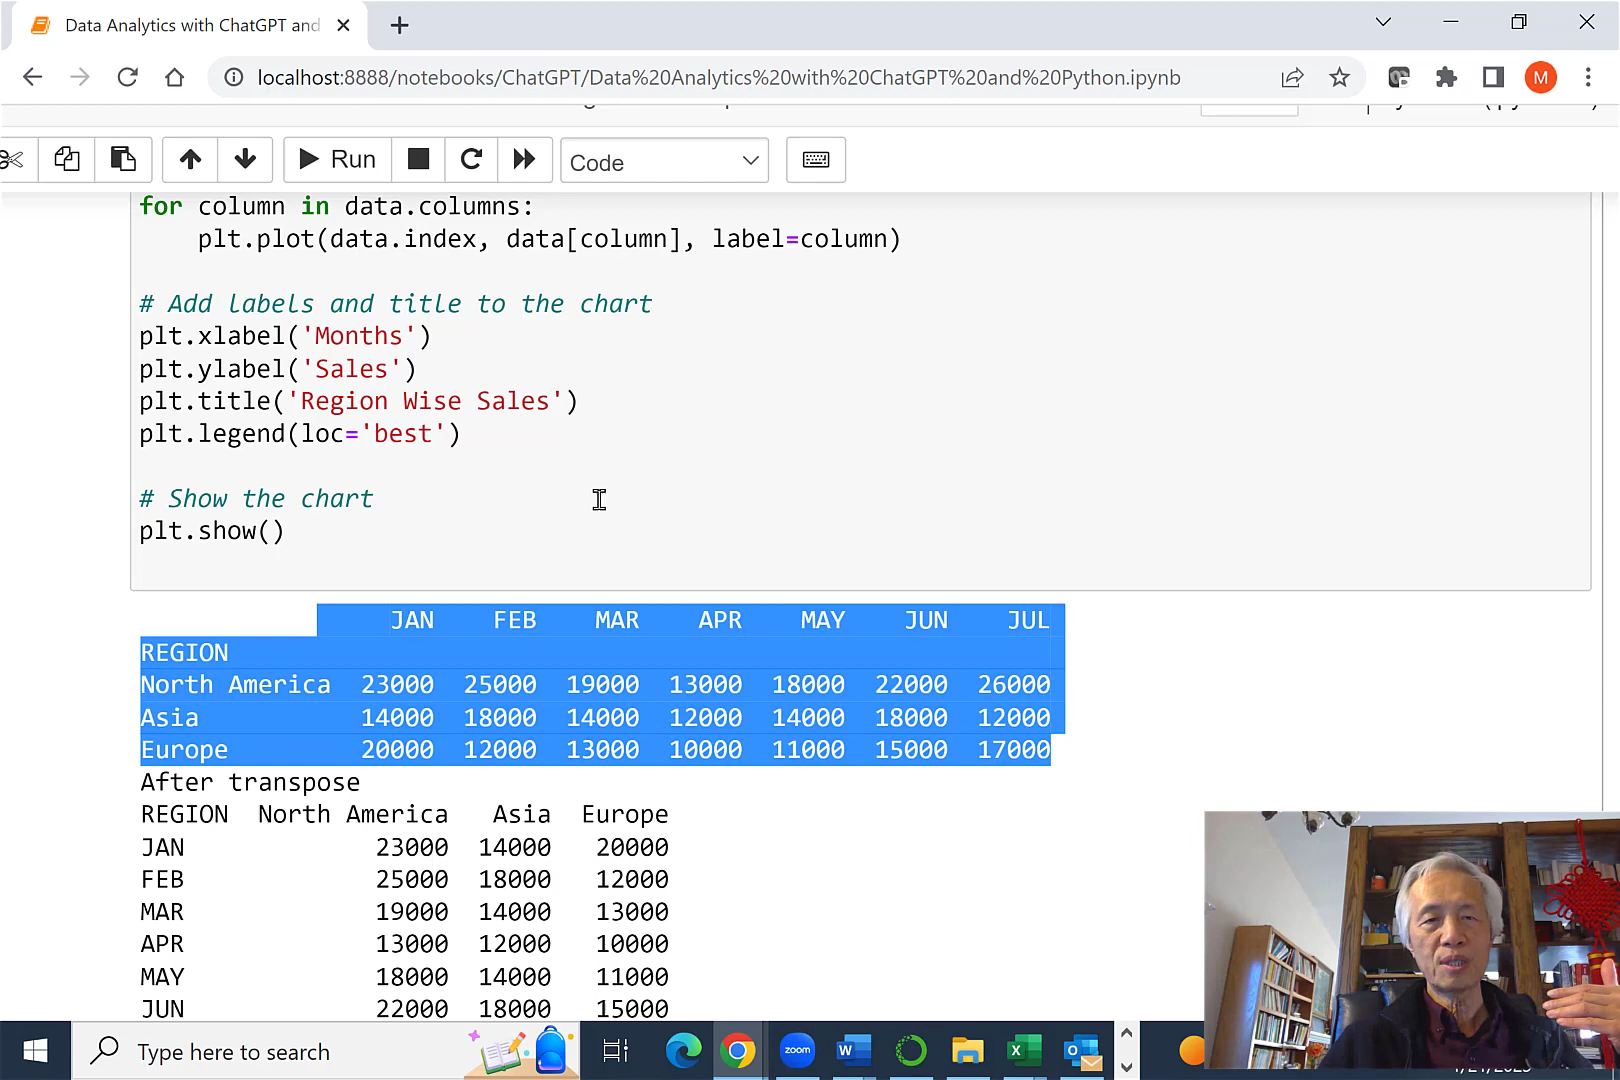 Data Analytics with ChatGPT and
localhost:8888/notebooks/ChatGPT/Data%20Analytics%20with%20ChatGPT%20and%20Python.ipynb
M
Run
Code
for column in data.columns:
    plt.plot(data.index, data[column], label=column)
# Add labels and title to the chart
plt.xlabel('Months')
plt.ylabel('Sales')
plt.title('Region Wise Sales')
plt.legend(loc='best')
# Show the chart
plt.show()
JAN FEB MAR APR MAY JUN JUL
REGION
North America 23000 25000 19000 13000 18000 22000 26000
Asia 14000 18000 14000 12000 14000 18000 12000
Europe 20000 12000 13000 10000 11000 15000 17000
After transpose
REGION North America Asia Europe
JAN 23000 14000 20000
FEB 25000 18000 12000
MAR 19000 14000 13000
APR 13000 12000 10000
MAY 18000 14000 11000
JUN 22000 18000 15000
Type here to search
zoom
W
X
O